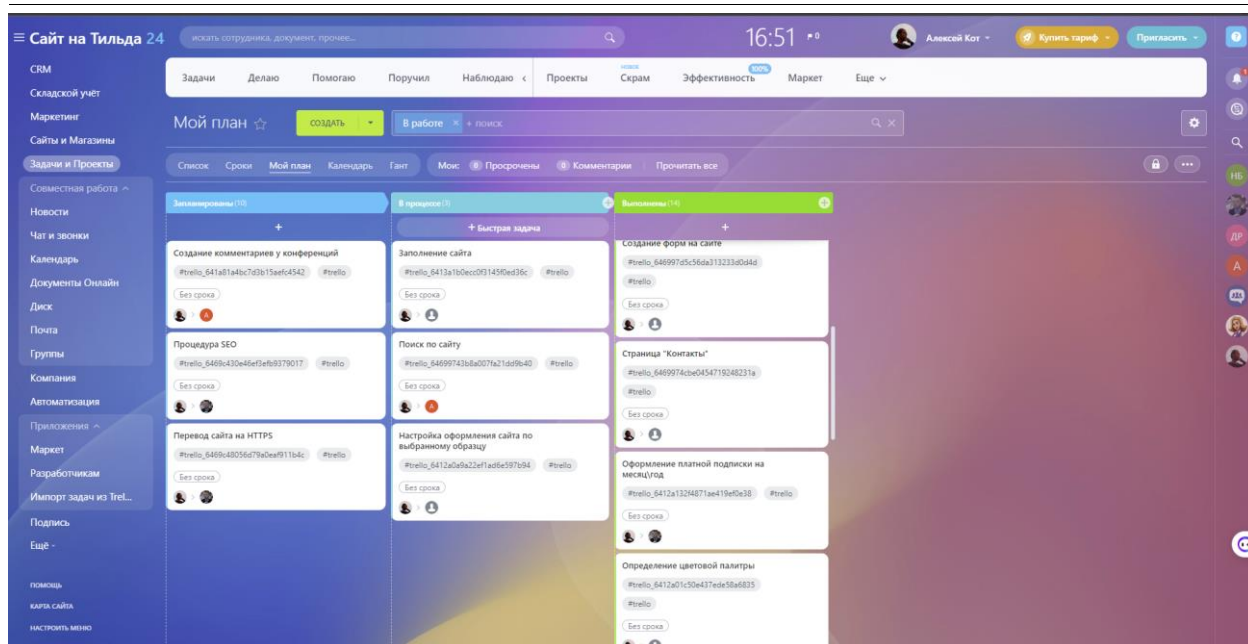 Сайт на Тильда 24
искать сотрудника, документ, прочее...
16:51
0
Алексей Кот
Купить тариф
Пригласить
CRM
Складской учёт
Маркетинг
Сайты и Магазины
Задачи и Проекты
Совместная работа
Новости
Чат и звонки
Календарь
Документы Онлайн
Диск
Почта
Группы
Компания
Автоматизация
Приложения
Маркет
Разработчикам
Импорт задач из Trel...
Подпись
Ещё -
ПОМОЩЬ
КАРТА САЙТА
НАСТРОИТЬ МЕНЮ
Задачи Делаю Помогаю Поручил Наблюдаю Проекты Скрам Эффективность Маркет Еще
НОВОЕ
100%
Мой план
СОЗДАТЬ
В работе × + поиск
Список Сроки Мой план Календарь Гант Мои: 0 Просрочены 0 Комментарии Прочитать все
Запланированы (10)
+
Создание комментариев у конференций
#trello_641a81a4bc7d3b15aefc4542 #trello
Без срока
А
Процедура SEO
#trello_6469c430e46ef3efb9379017 #trello
Без срока
Перевод сайта на HTTPS
#trello_6469c48056d79a0eaf911b4c #trello
Без срока
В процессе (3)
+ Быстрая задача
Заполнение сайта
#trello_6413a1b0ecc0f3145f0ed36c #trello
Без срока
Поиск по сайту
#trello_64699743b8a007fa21dd9b40 #trello
Без срока
А
Настройка оформления сайта по
выбранному образцу
#trello_6412a0a9a22ef1ad6e597b94 #trello
Без срока
Выполнены (14)
+
Создание форм на сайте
#trello_646997d5c56da313233d0d4d
#trello
Без срока
Страница "Контакты"
#trello_6469974cbe0454719248231a
#trello
Без срока
Оформление платной подписки на
месяц\год
#trello_6412a132f4871ae419ef0e38 #trello
Без срока
Определение цветовой палитры
#trello_6412a01c50e437ede58a6835
#trello
Без срока
НБ
ДР
А